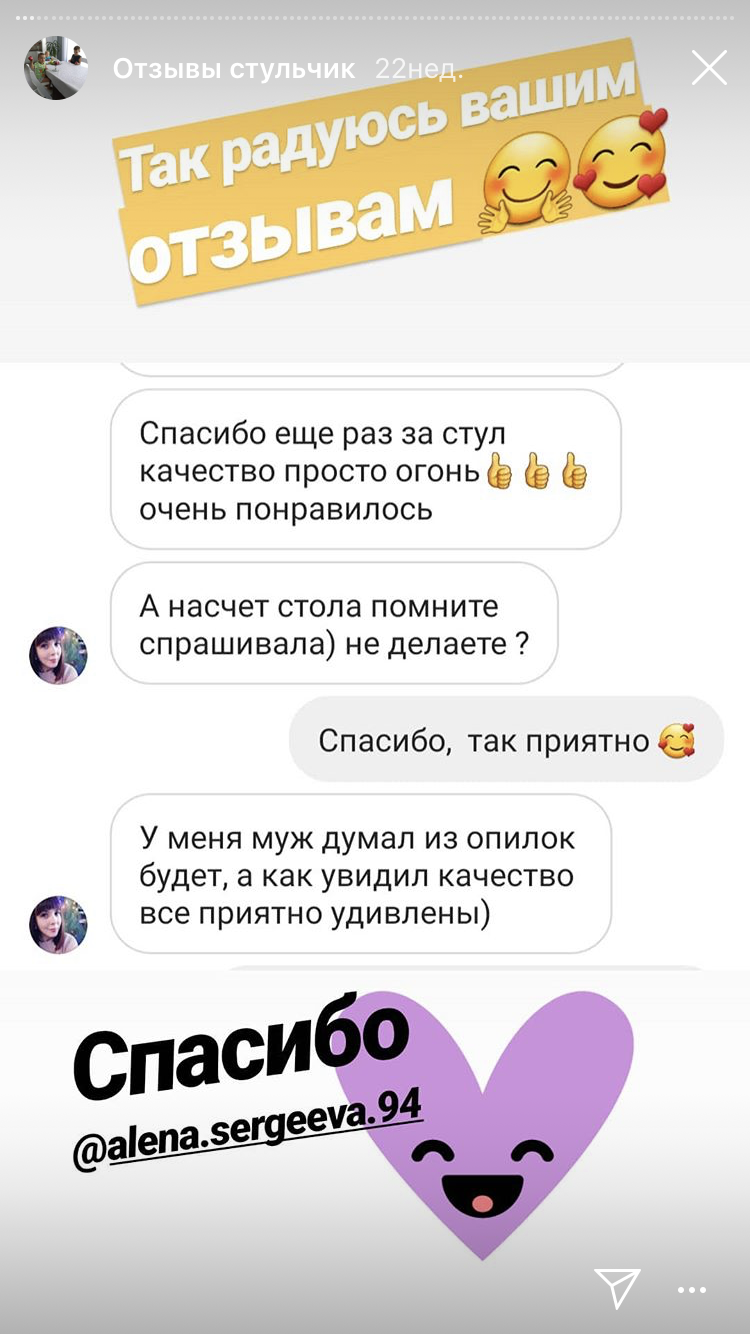 Отзывы стульчик 22нед.
Так радуюсь вашим
отзывам 🤗🥰
Спасибо еще раз за стул
качество просто огонь👍👍👍
очень понравилось
А насчет стола помните
спрашивала) не делаете ?
Спасибо,  так приятно 🥰
У меня муж думал из опилок
будет, а как увидил качество
все приятно удивлены)
Спасибо
@alena.sergeeva.94